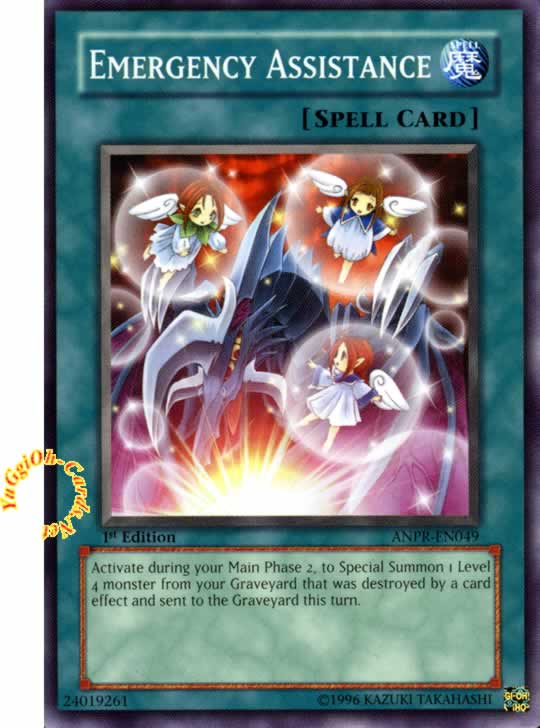 EMERGENCY ASSISTANCE
SPELL
魔
[SPELL CARD]
YuGgiOh-Cards.Net
1st Edition
ANPR-EN049
Activate during your Main Phase 2, to Special Summon 1 Level
4 monster from your Graveyard that was destroyed by a card
effect and sent to the Graveyard this turn.
24019261
©1996 KAZUKI TAKAHASHI